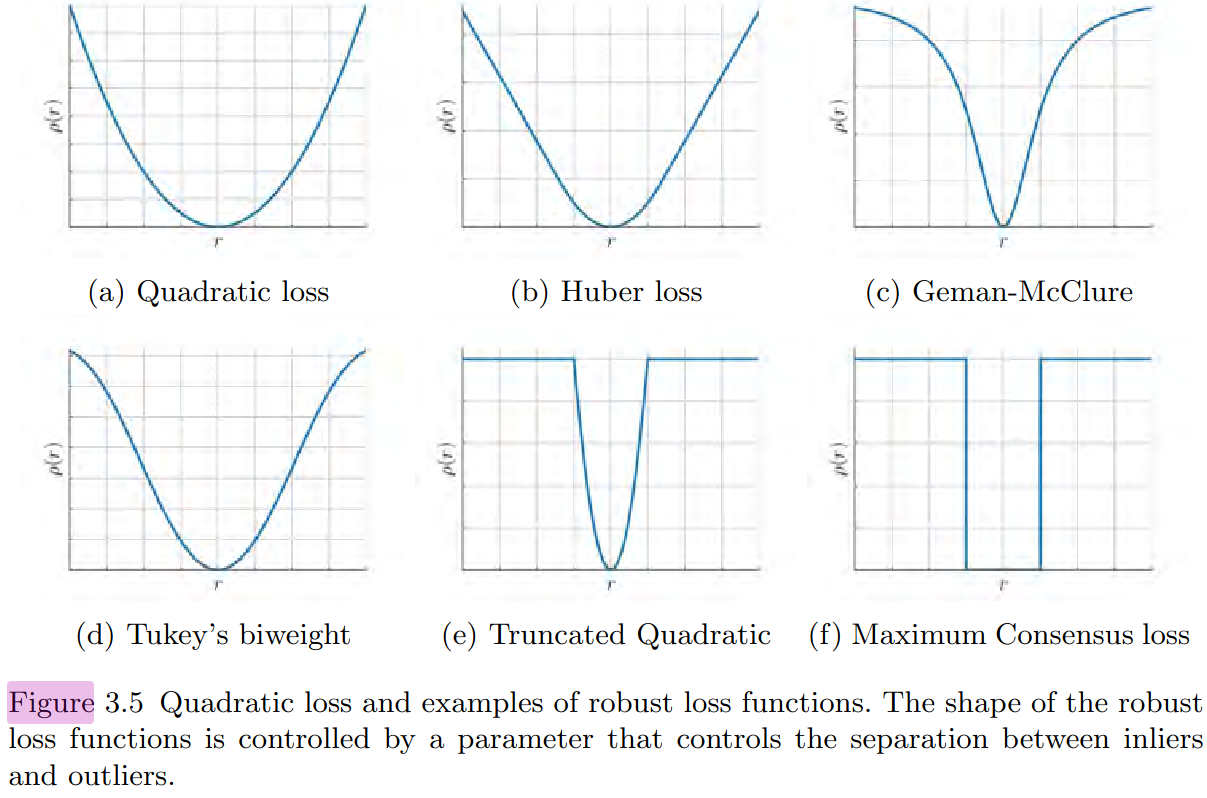 ρ(r)
ρ(r)
ρ(r)
r
r
r
(a) Quadratic loss
(b) Huber loss
(c) Geman-McClure
ρ(r)
ρ(r)
ρ(r)
r
r
r
(d) Tukey's biweight
(e) Truncated Quadratic
(f) Maximum Consensus loss
Figure 3.5 Quadratic loss and examples of robust loss functions. The shape of the robust
loss functions is controlled by a parameter that controls the separation between inliers
and outliers.